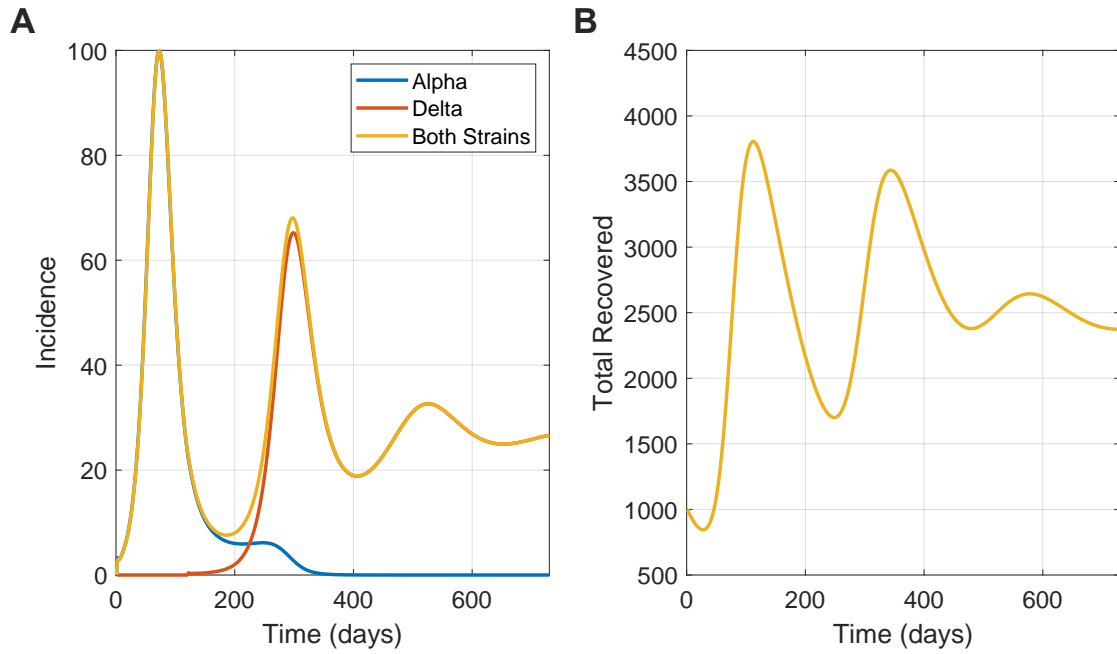 A
Incidence
100
80
60
40
20
0
0 200 400 600
Time (days)
Alpha
Delta
Both Strains
B
Total Recovered
4500
4000
3500
3000
2500
2000
1500
1000
500
0 200 400 600
Time (days)